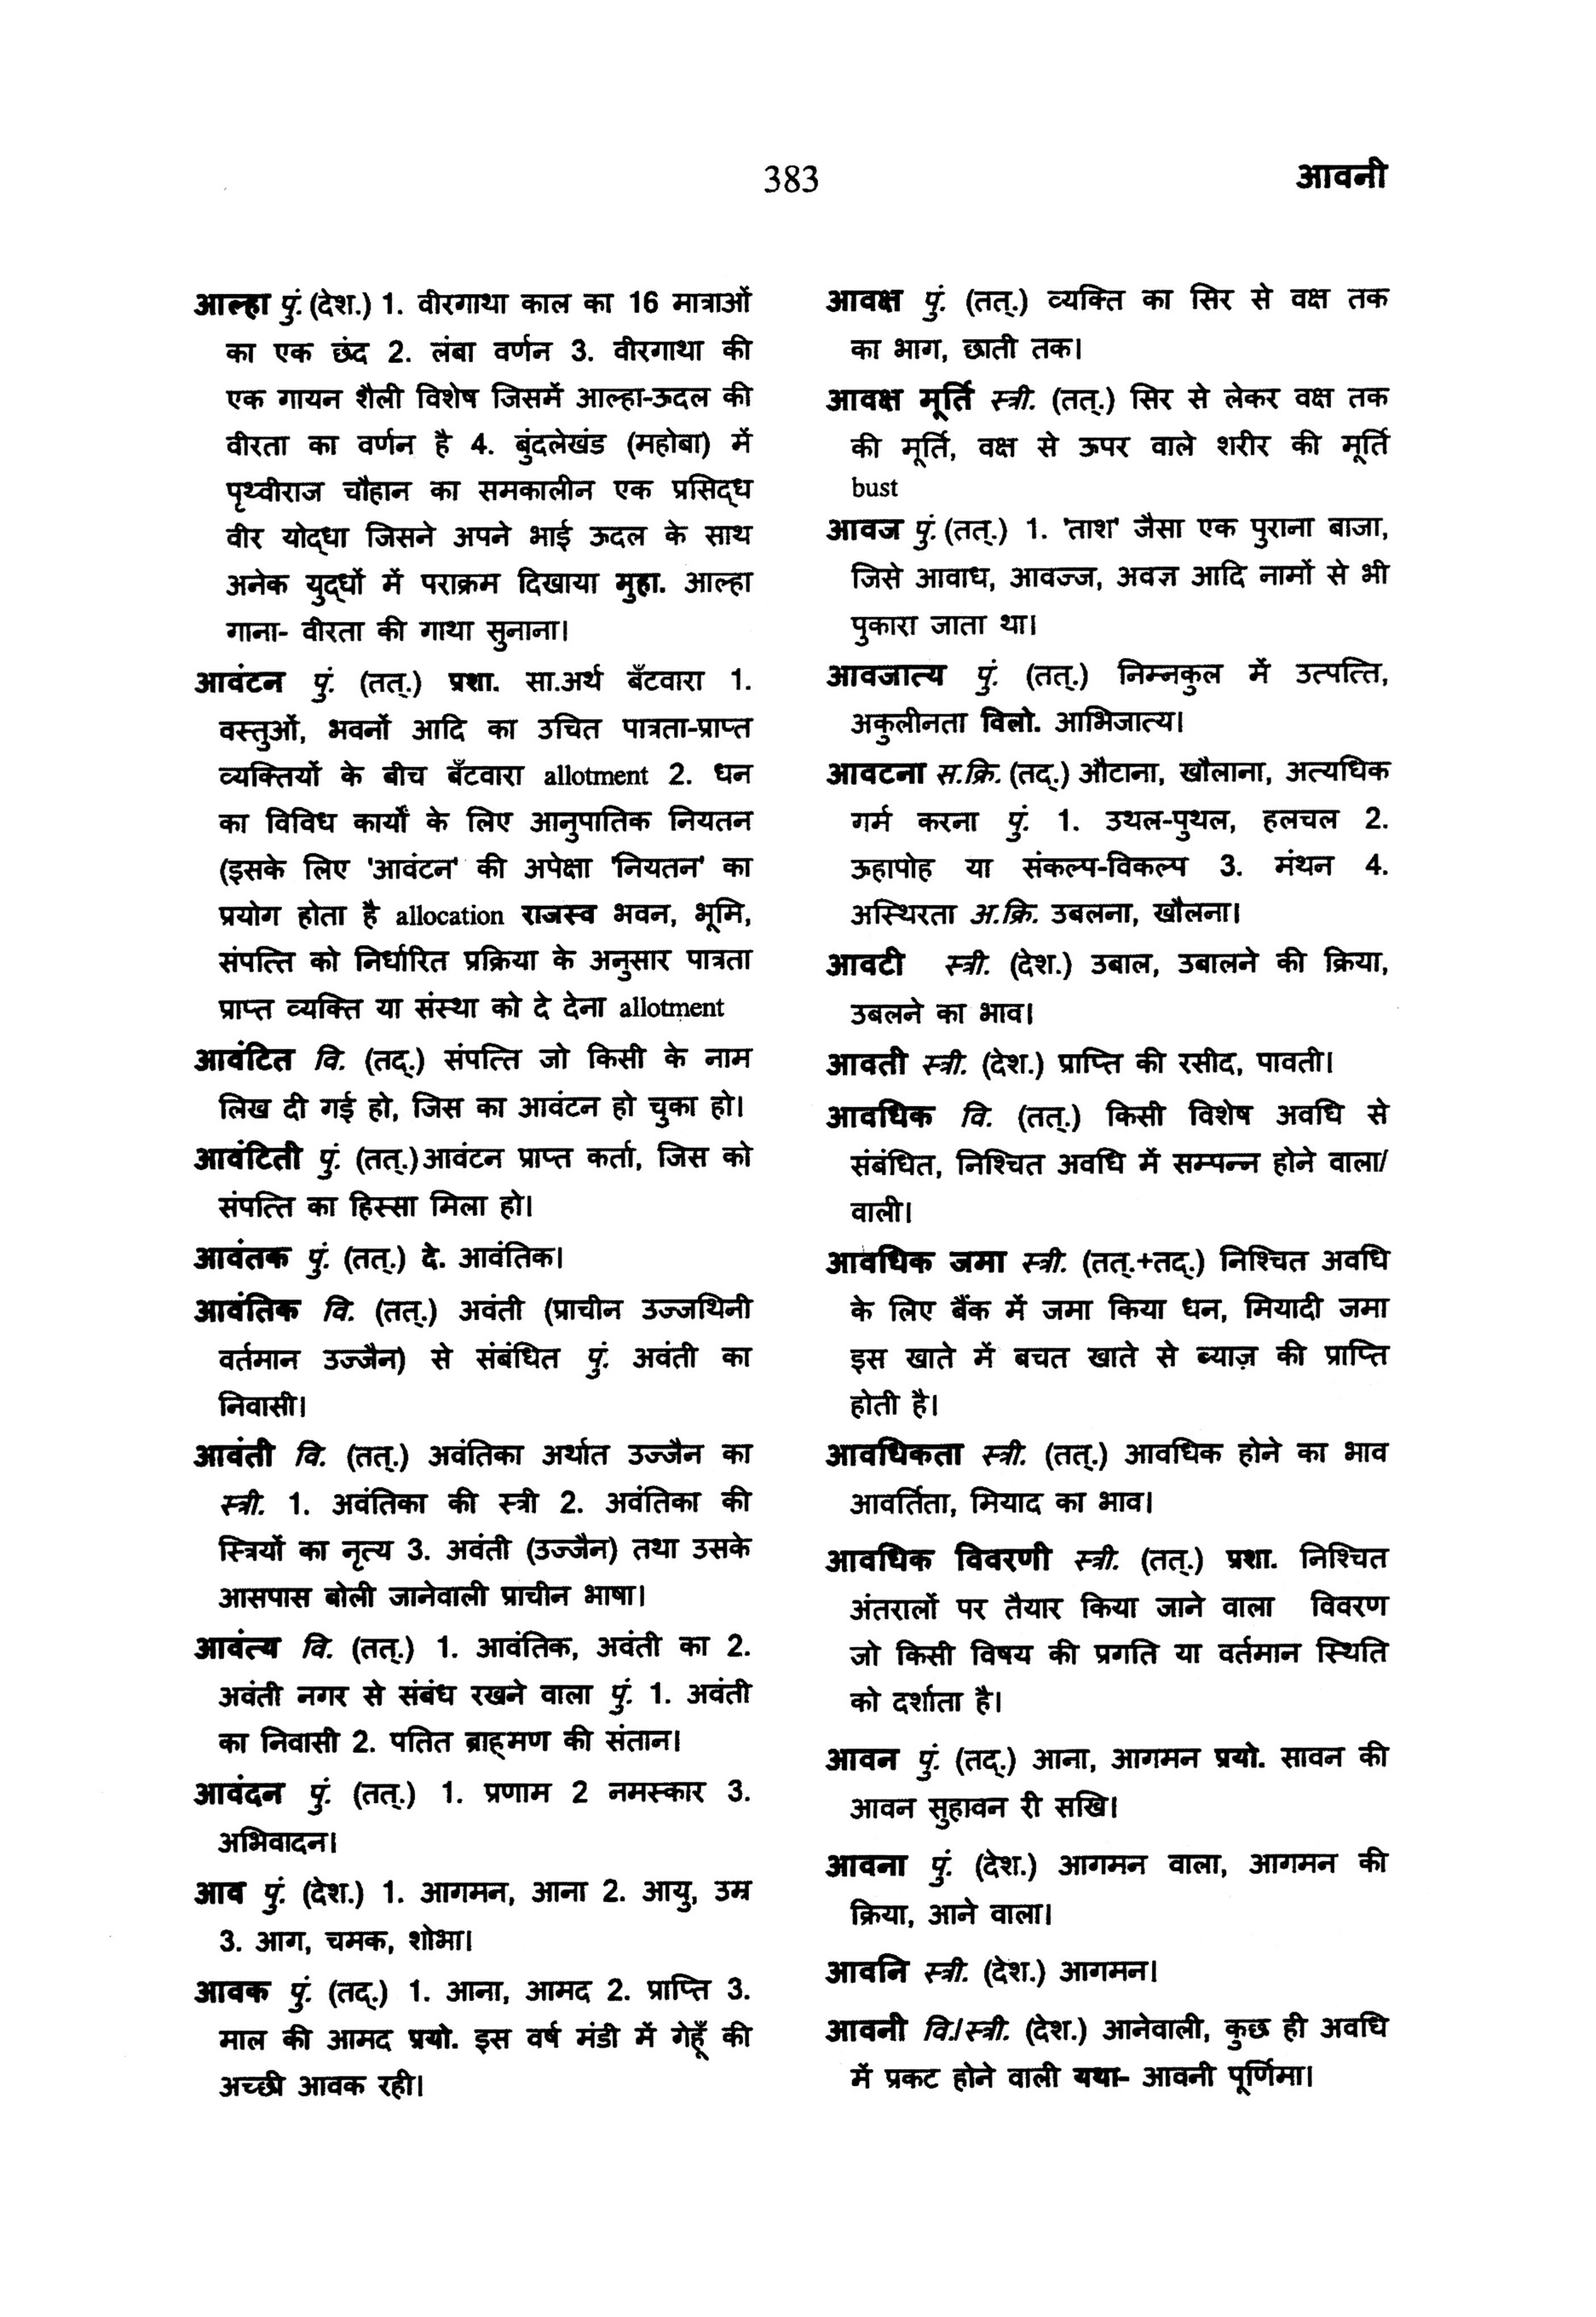 383
आवनी
आल्हा पुं. (देश.) 1. वीरगाथा काल का 16 मात्राओं
का एक छंद 2. लंबा वर्णन 3. वीरगाथा की
एक गायन शैली विशेष जिसमें आल्हा-ऊदल की
वीरता का वर्णन है 4. बुंदलेखंड (महोबा) में
पृथ्वीराज चौहान का समकालीन एक प्रसिद्ध
वीर योद्धा जिसने अपने भाई ऊदल के साथ
अनेक युद्धों में पराक्रम दिखाया मुहा. आल्हा
गाना- वीरता की गाथा सुनाना।
आवंटन पुं. (तत्.) प्रशा. सा.अर्थ बँटवारा 1.
वस्तुओं, भवनों आदि का उचित पात्रता-प्राप्त
व्यक्तियों के बीच बँटवारा allotment 2. धन
का विविध कार्यों के लिए आनुपातिक नियतन
(इसके लिए 'आवंटन' की अपेक्षा 'नियतन' का
प्रयोग होता है allocation राजस्व भवन, भूमि,
संपत्ति को निर्धारित प्रक्रिया के अनुसार पात्रता
प्राप्त व्यक्ति या संस्था को दे देना allotment
आवंटित वि. (तद्.) संपत्ति जो किसी के नाम
लिख दी गई हो, जिस का आवंटन हो चुका हो।
आवंटिती पुं. (तत्.) आवंटन प्राप्त कर्ता, जिस को
संपत्ति का हिस्सा मिला हो।
आवंतक पुं. (तत्.) दे. आवंतिक।
आवंतिक वि. (तत्.) अवंती (प्राचीन उज्जयिनी
वर्तमान उज्जैन) से संबंधित पुं. अवंती का
निवासी।
आवंती वि. (तत्.) अवंतिका अर्थात उज्जैन का
स्त्री. 1. अवंतिका की स्त्री 2. अवंतिका की
स्त्रियों का नृत्य 3. अवंती (उज्जैन) तथा उसके
आसपास बोली जानेवाली प्राचीन भाषा।
आवंत्य वि. (तत्.) 1. आवंतिक, अवंती का 2.
अवंती नगर से संबंध रखने वाला पुं. 1. अवंती
का निवासी 2. पतित ब्राह्मण की संतान।
आवंदन पुं. (तत्.) 1. प्रणाम 2 नमस्कार 3.
अभिवादन।
आव पुं. (देश.) 1. आगमन, आना 2. आयु, उम्र
3. आग, चमक, शोभा।
आवक पुं. (तद्.) 1. आना, आमद 2. प्राप्ति 3.
माल की आमद प्रयो. इस वर्ष मंडी में गेहूँ की
अच्छी आवक रही।
आवक्ष पुं. (तत्.) व्यक्ति का सिर से वक्ष तक
का भाग, छाती तक।
आवक्ष मूर्ति स्त्री. (तत्.) सिर से लेकर वक्ष तक
की मूर्ति, वक्ष से ऊपर वाले शरीर की मूर्ति
bust
आवज पुं. (तत्.) 1. 'ताश' जैसा एक पुराना बाजा,
जिसे आवाध, आवज्ज, अवज्ञ आदि नामों से भी
पुकारा जाता था।
आवजात्य पुं. (तत्.) निम्नकुल में उत्पत्ति,
अकुलीनता विलो. आभिजात्य।
आवटना स.क्रि. (तद्.) औटाना, खौलाना, अत्यधिक
गर्म करना पुं. 1. उथल-पुथल, हलचल 2.
ऊहापोह या संकल्प-विकल्प 3. मंथन 4.
अस्थिरता अ.क्रि. उबलना, खौलना।
आवटी स्त्री. (देश.) उबाल, उबालने की क्रिया,
उबलने का भाव।
आवती स्त्री. (देश.) प्राप्ति की रसीद, पावती।
आवधिक वि. (तत्.) किसी विशेष अवधि से
संबंधित, निश्चित अवधि में सम्पन्न होने वाला/
वाली।
आवधिक जमा स्त्री. (तत्.+तद्.) निश्चित अवधि
के लिए बैंक में जमा किया धन, मियादी जमा
इस खाते में बचत खाते से ब्याज़ की प्राप्ति
होती है।
आवधिकता स्त्री. (तत्.) आवधिक होने का भाव
आवर्तिता, मियाद का भाव।
आवधिक विवरणी स्त्री. (तत्.) प्रशा. निश्चित
अंतरालों पर तैयार किया जाने वाला विवरण
जो किसी विषय की प्रगति या वर्तमान स्थिति
को दर्शाता है।
आवन पुं. (तद्.) आना, आगमन प्रयो. सावन की
आवन सुहावन री सखि।
आवना पुं. (देश.) आगमन वाला, आगमन की
क्रिया, आने वाला।
आवनि स्त्री. (देश.) आगमन।
आवनी वि./स्त्री. (देश.) आनेवाली, कुछ ही अवधि
में प्रकट होने वाली यथा- आवनी पूर्णिमा।